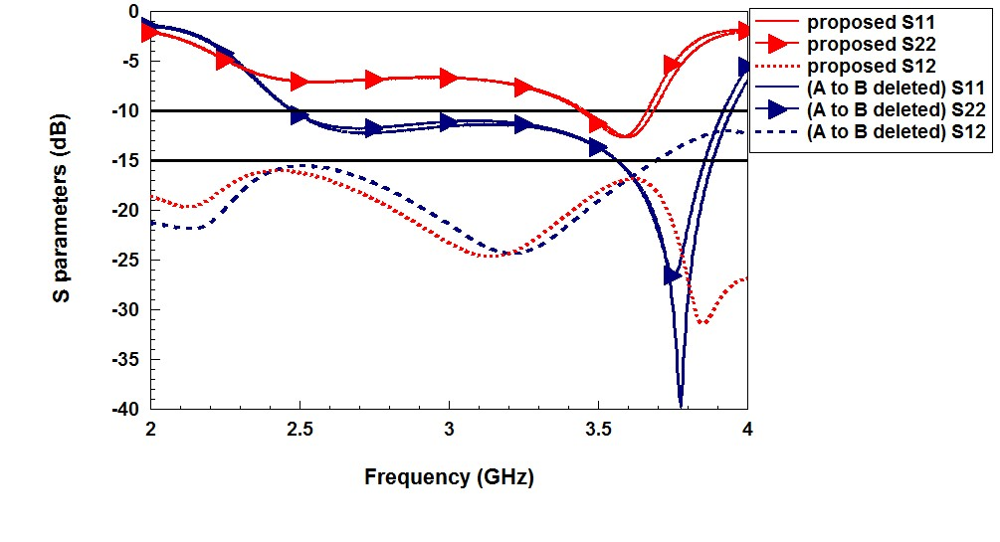 0
-5
-10
-15
-20
-25
-30
-35
-40
S parameters (dB)
2
2.5
3
3.5
4
Frequency (GHz)
proposed S11
proposed S22
proposed S12
(A to B deleted) S11
(A to B deleted) S22
(A to B deleted) S12